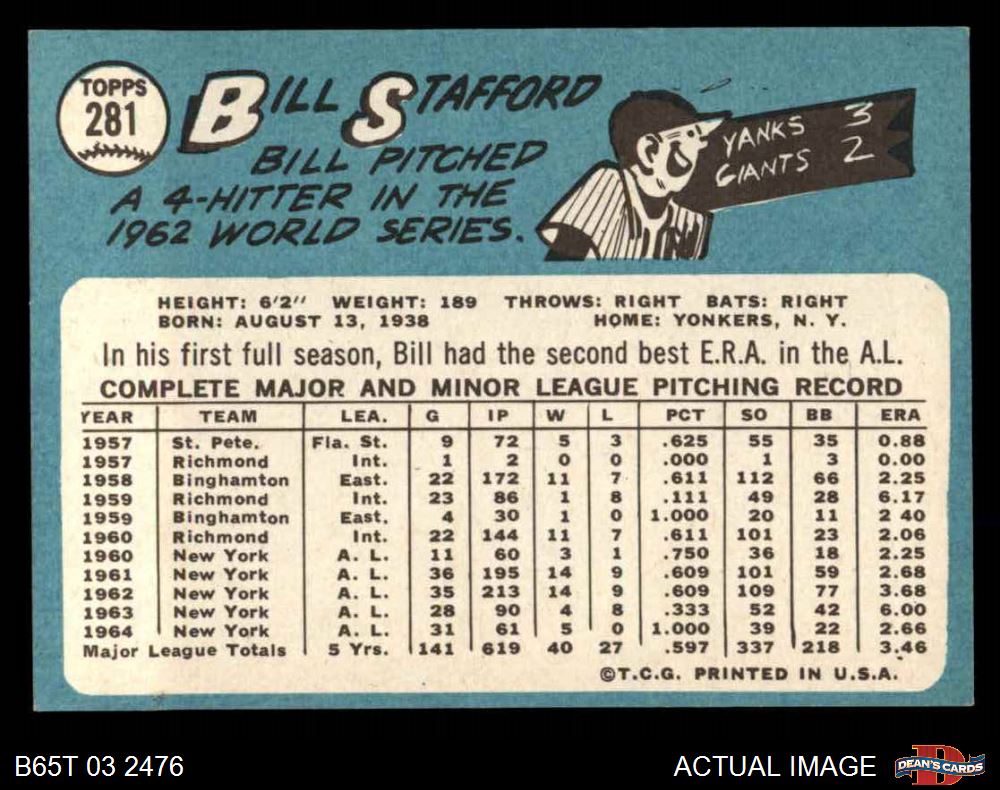 TOPPS
281
BILL STAFFORD
BILL PITCHED
A 4-HITTER IN THE
1962 WORLD SERIES.
YANKS 3
GIANTS 2
HEIGHT: 6'2" WEIGHT: 189 THROWS: RIGHT BATS: RIGHT
BORN: AUGUST 13, 1938 HOME: YONKERS, N. Y.
In his first full season, Bill had the second best E.R.A. in the A.L.
COMPLETE MAJOR AND MINOR LEAGUE PITCHING RECORD
YEAR TEAM LEA. G IP W L PCT SO BB ERA
1957 St. Pete. Fla. St. 9 72 5 3 .625 55 35 0.88
1957 Richmond Int. 1 2 0 0 .000 1 3 0.00
1958 Binghamton East. 22 172 11 7 .611 112 66 2.25
1959 Richmond Int. 23 86 1 8 .111 49 28 6.17
1959 Binghamton East. 4 30 1 0 1.000 20 11 2 40
1960 Richmond Int. 22 144 11 7 .611 101 23 2.06
1960 New York A. L. 11 60 3 1 .750 36 18 2.25
1961 New York A. L. 36 195 14 9 .609 101 59 2.68
1962 New York A. L. 35 213 14 9 .609 109 77 3.68
1963 New York A. L. 28 90 4 8 .333 52 42 6.00
1964 New York A. L. 31 61 5 0 1.000 39 22 2.66
Major League Totals 5 Yrs. 141 619 40 27 .597 337 218 3.46
©T.C.G. PRINTED IN U.S.A.
B65T 03 2476 ACTUAL IMAGE DEAN'S CARDS